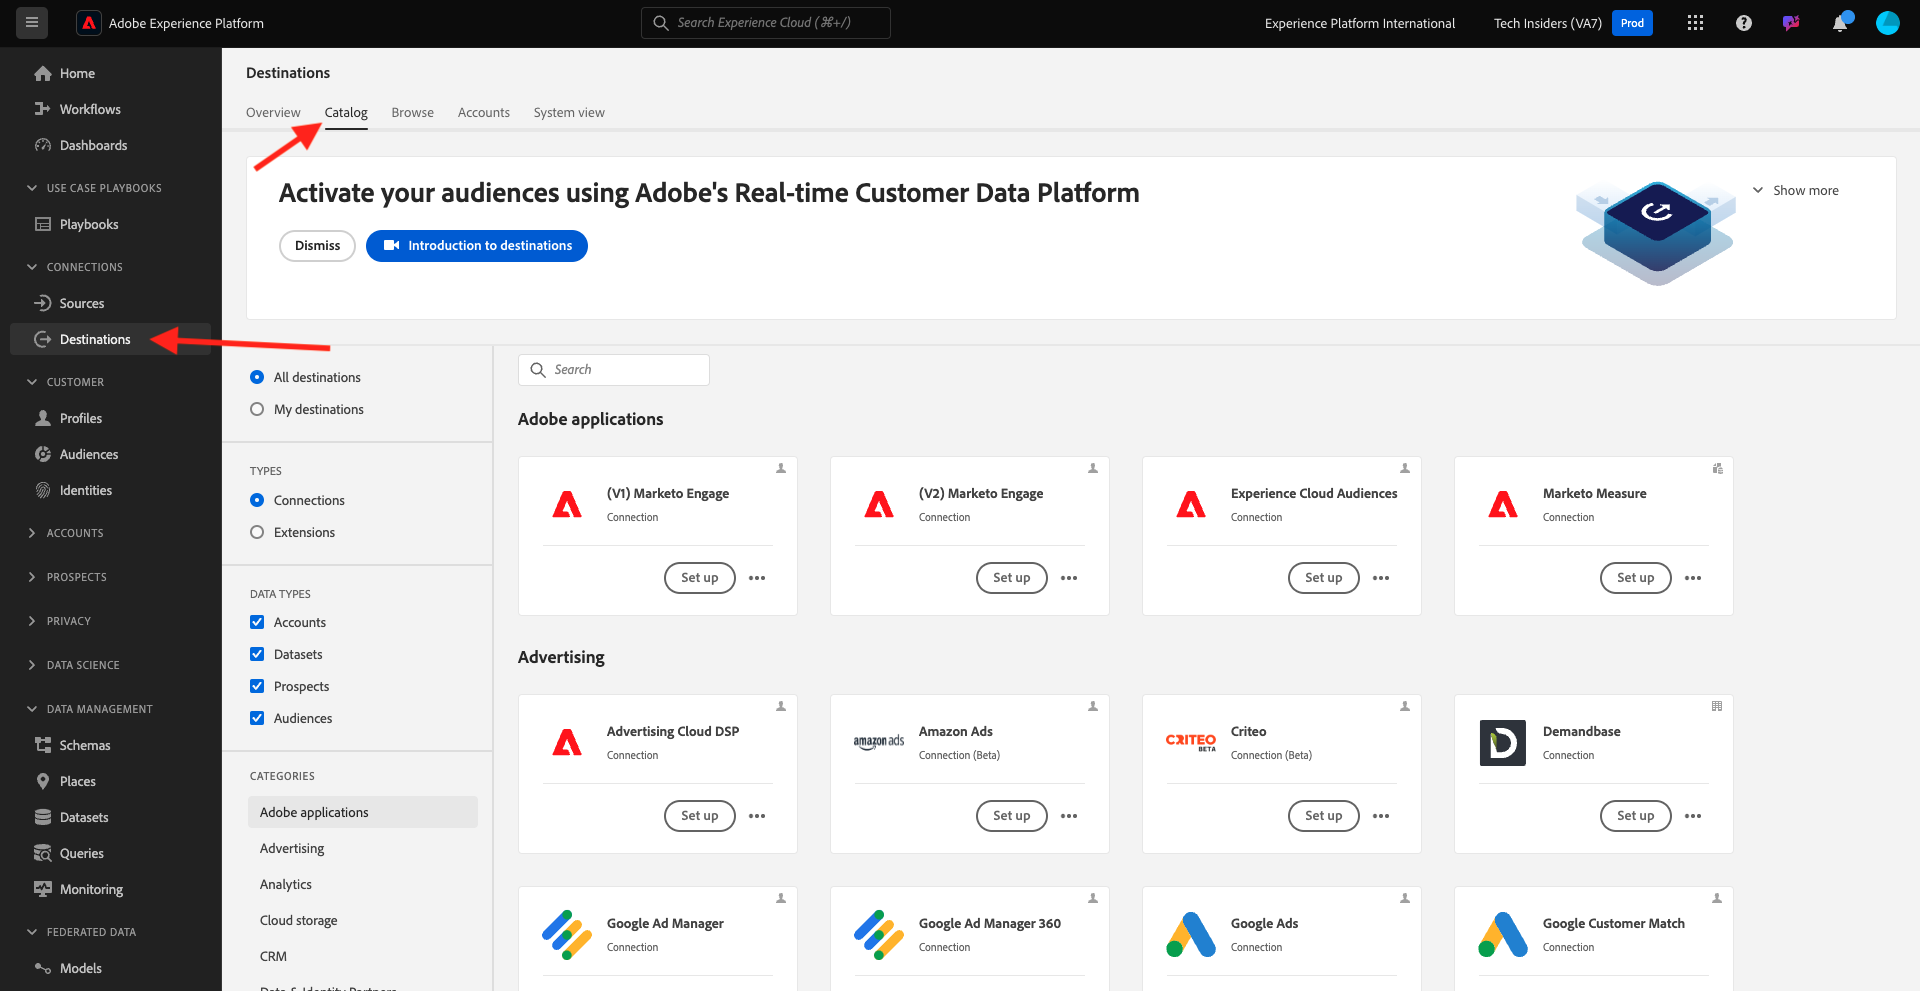 Adobe Experience Platform
Search Experience Cloud (⌘+/)
Experience Platform International
Tech Insiders (VA7)
Prod
Home
Workflows
Dashboards
USE CASE PLAYBOOKS
Playbooks
CONNECTIONS
Sources
Destinations
CUSTOMER
Profiles
Audiences
Identities
ACCOUNTS
PROSPECTS
PRIVACY
DATA SCIENCE
DATA MANAGEMENT
Schemas
Places
Datasets
Queries
Monitoring
FEDERATED DATA
Models
Destinations
Overview
Catalog
Browse
Accounts
System view
Activate your audiences using Adobe's Real-time Customer Data Platform
Show more
Dismiss
Introduction to destinations
All destinations
My destinations
TYPES
Connections
Extensions
DATA TYPES
Accounts
Datasets
Prospects
Audiences
CATEGORIES
Adobe applications
Advertising
Analytics
Cloud storage
CRM
Data & Identity Partners
Search
Adobe applications
(V1) Marketo Engage
Connection
Set up
(V2) Marketo Engage
Connection
Set up
Experience Cloud Audiences
Connection
Set up
Marketo Measure
Connection
Set up
Advertising
Advertising Cloud DSP
Connection
Set up
amazon ads
Amazon Ads
Connection (Beta)
Set up
CRITEO
BETA
Criteo
Connection (Beta)
Set up
Demandbase
Connection
Set up
Google Ad Manager
Connection
Google Ad Manager 360
Connection
Google Ads
Connection
Google Customer Match
Connection